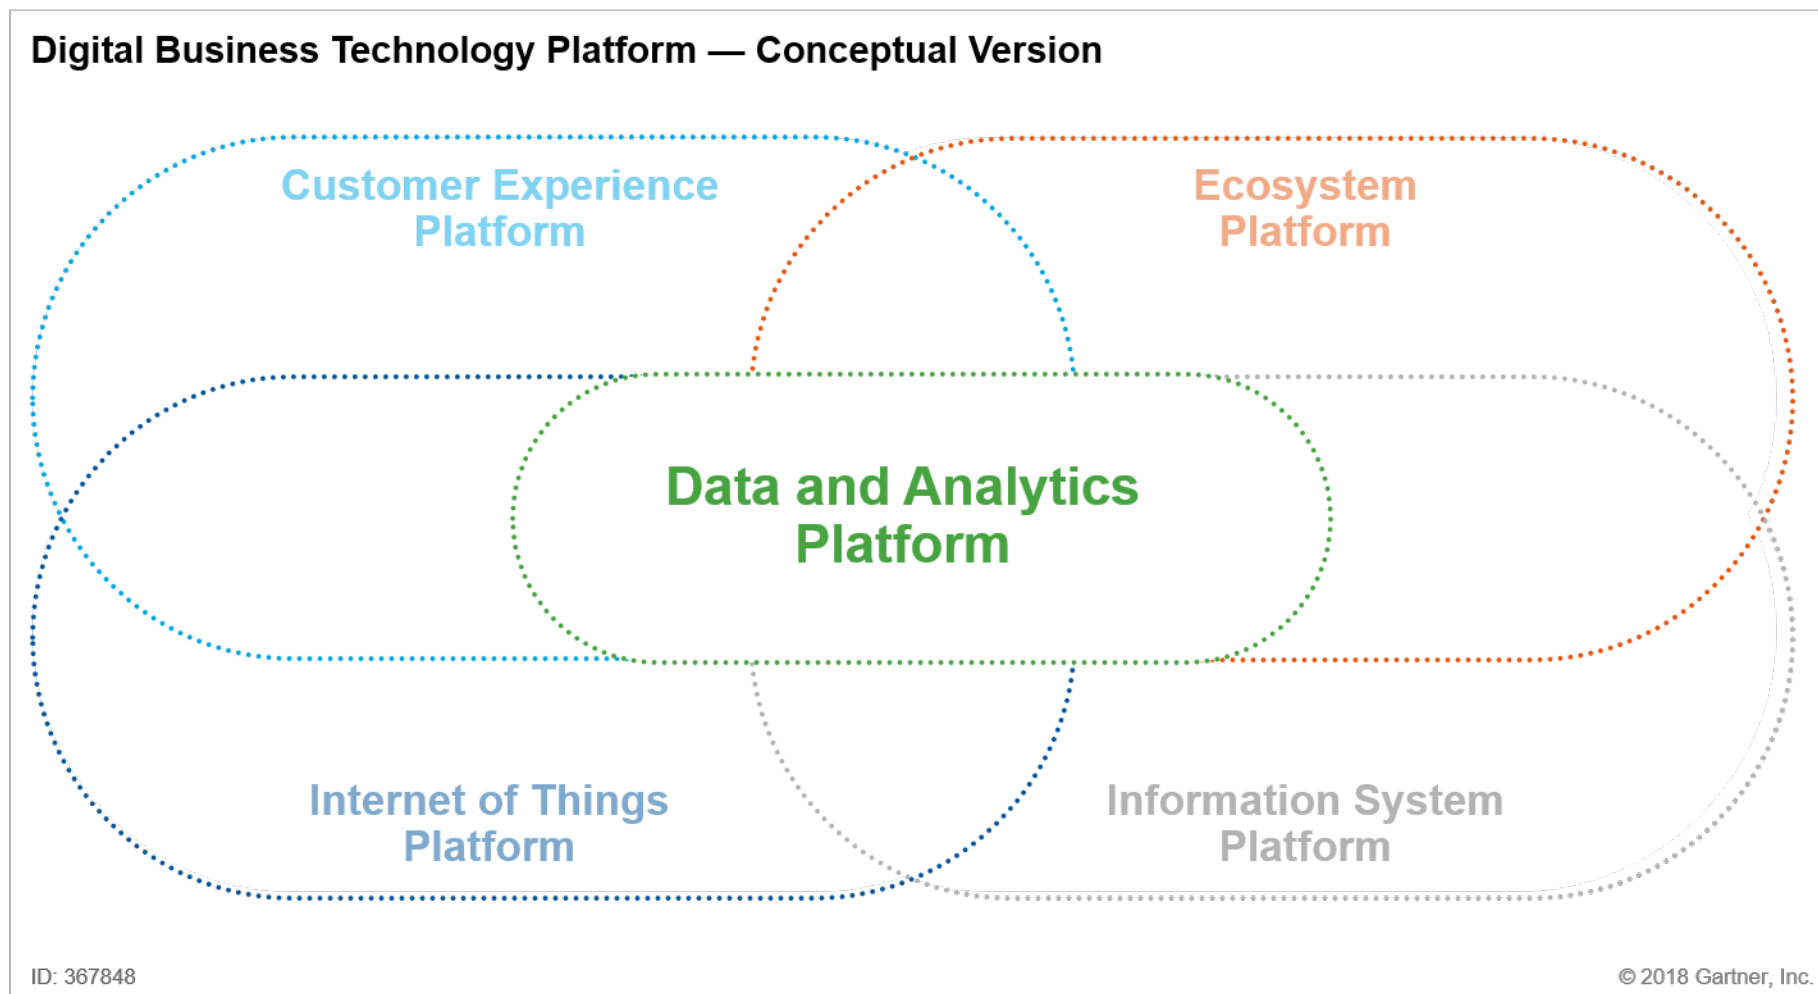 Digital Business Technology Platform — Conceptual Version
Customer Experience
Platform
Ecosystem
Platform
Data and Analytics
Platform
Internet of Things
Platform
Information System
Platform
ID: 367848
© 2018 Gartner, Inc.